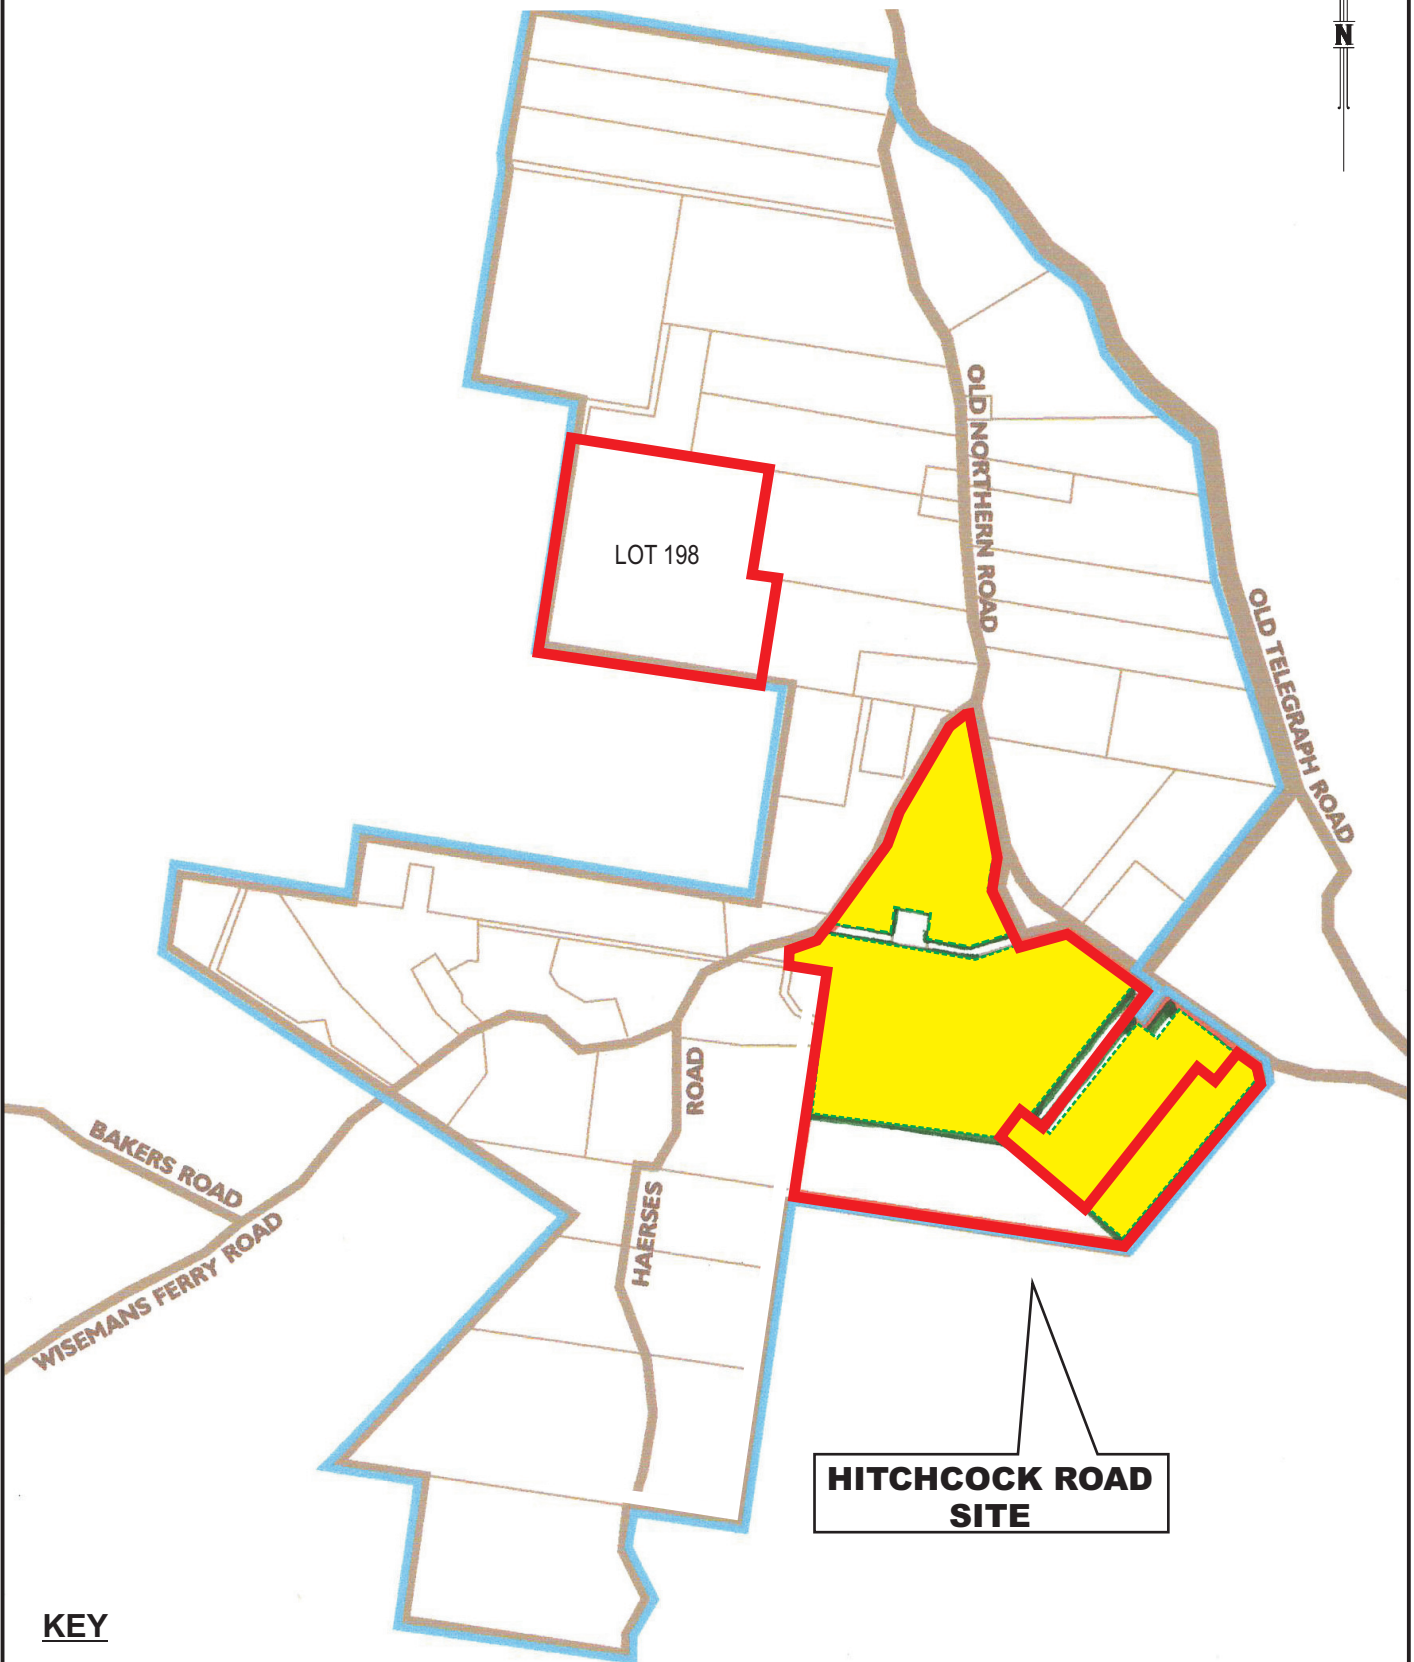 N
OLD NORTHERN ROAD
LOT 198
OLD TELEGRAPH ROAD
ROAD
HAERSES
BAKERS ROAD
WISEMANS FERRY ROAD
HITCHCOCK ROAD
SITE
KEY